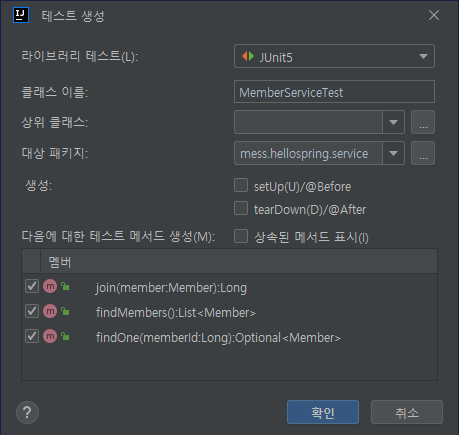 IJ 테스트 생성
라이브러리 테스트(L): JUnit5
클래스 이름: MemberServiceTest
상위 클래스: ...
대상 패키지: mess.hellospring.service ...
생성: setUp(U)/@Before
tearDown(D)/@After
다음에 대한 테스트 메서드 생성(M): 상속된 메서드 표시(I)
멤버
m join(member:Member):Long
m findMembers():List<Member>
m findOne(memberId:Long):Optional<Member>
? 확인 취소